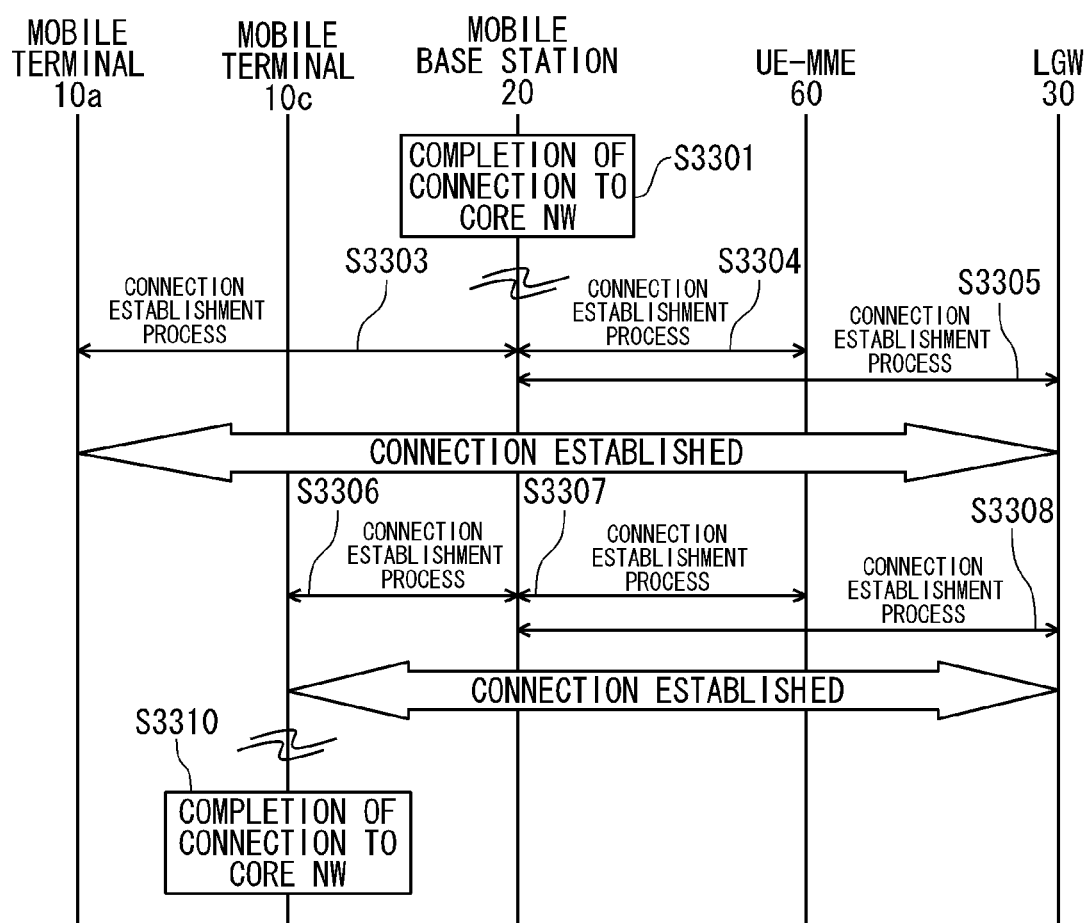 MOBILE
TERMINAL
10a
MOBILE
TERMINAL
10c
MOBILE
BASE STATION
20
UE-MME
60
LGW
30
COMPLETION OF
CONNECTION TO
CORE NW
S3301
S3303
CONNECTION
ESTABLISHMENT
PROCESS
S3304
CONNECTION
ESTABLISHMENT
PROCESS
S3305
CONNECTION
ESTABLISHMENT
PROCESS
CONNECTION ESTABLISHED
S3306
CONNECTION
ESTABLISHMENT
PROCESS
S3307
CONNECTION
ESTABLISHMENT
PROCESS
S3308
CONNECTION
ESTABLISHMENT
PROCESS
CONNECTION ESTABLISHED
S3310
COMPLETION OF
CONNECTION TO
CORE NW